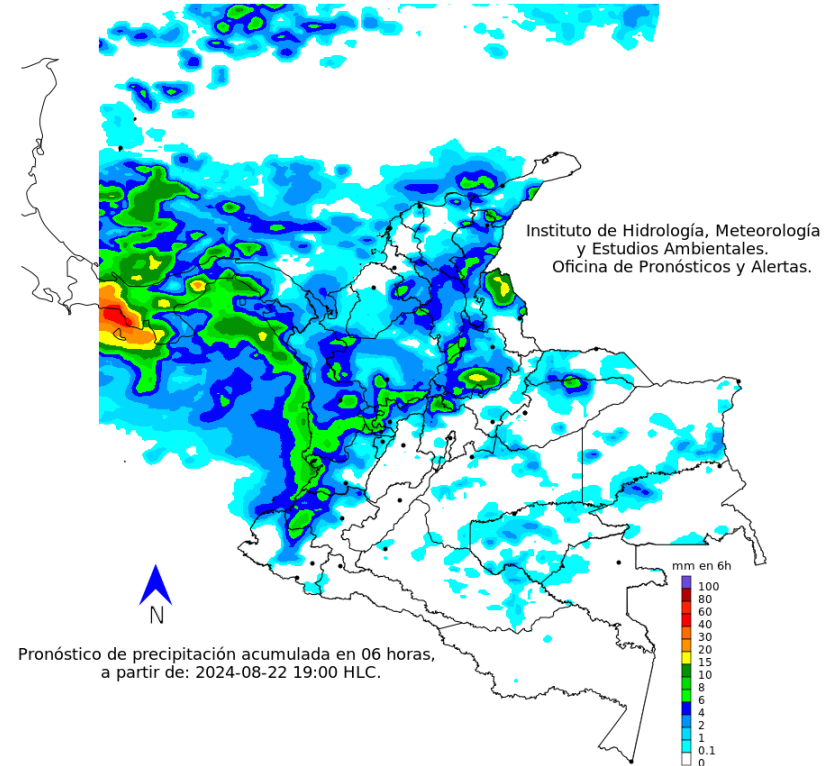 Instituto de Hidrología, Meteorología
y Estudios Ambientales.
Oficina de Pronósticos y Alertas.
mm en 6h
100
80
60
40
30
20
15
10
8
6
4
2
1
0.1
0
N
Pronóstico de precipitación acumulada en 06 horas,
a partir de: 2024-08-22 19:00 HLC.